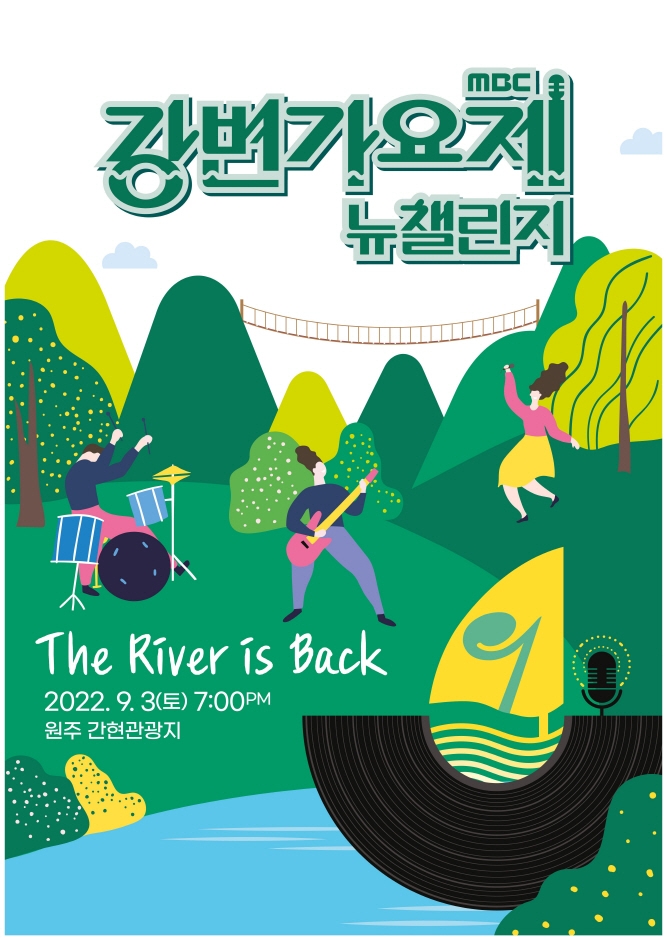 MBC
강변가요제
뉴챌린지
The River is Back
2022. 9. 3(토) 7:00PM
원주 간현관광지